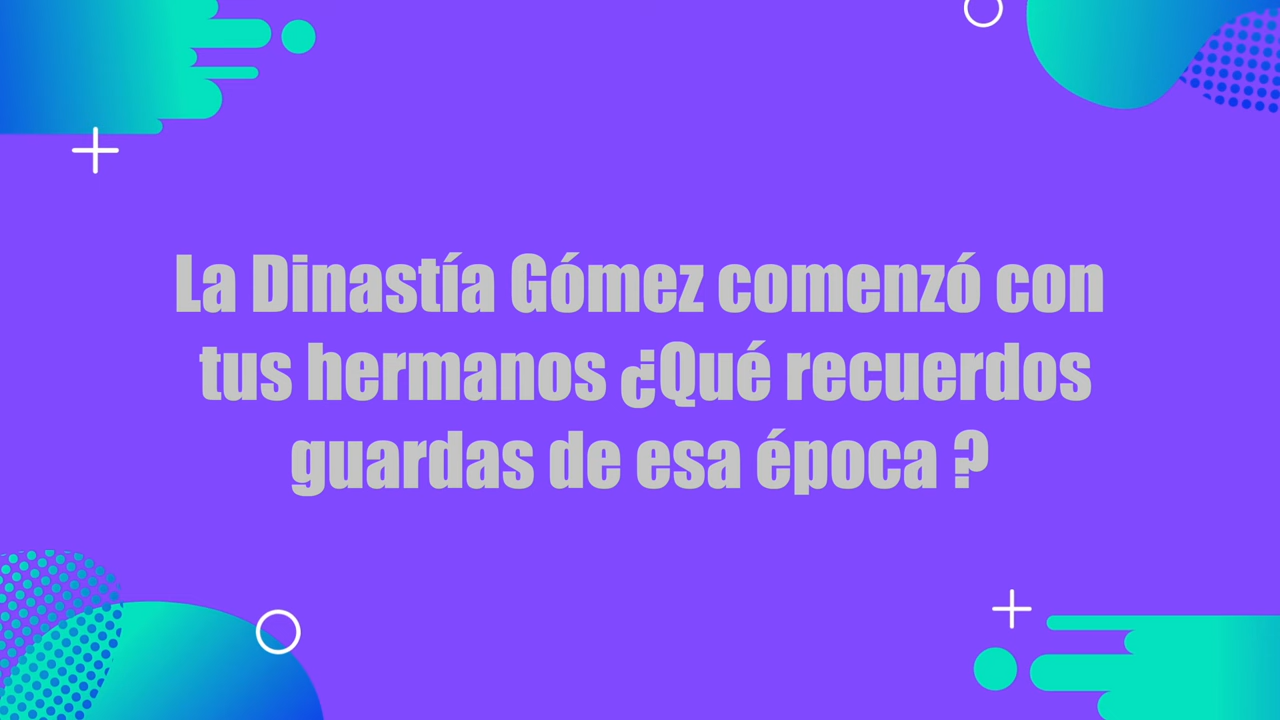 La Dinastía Gómez comenzó con
tus hermanos ¿Qué recuerdos
guardas de esa época ?